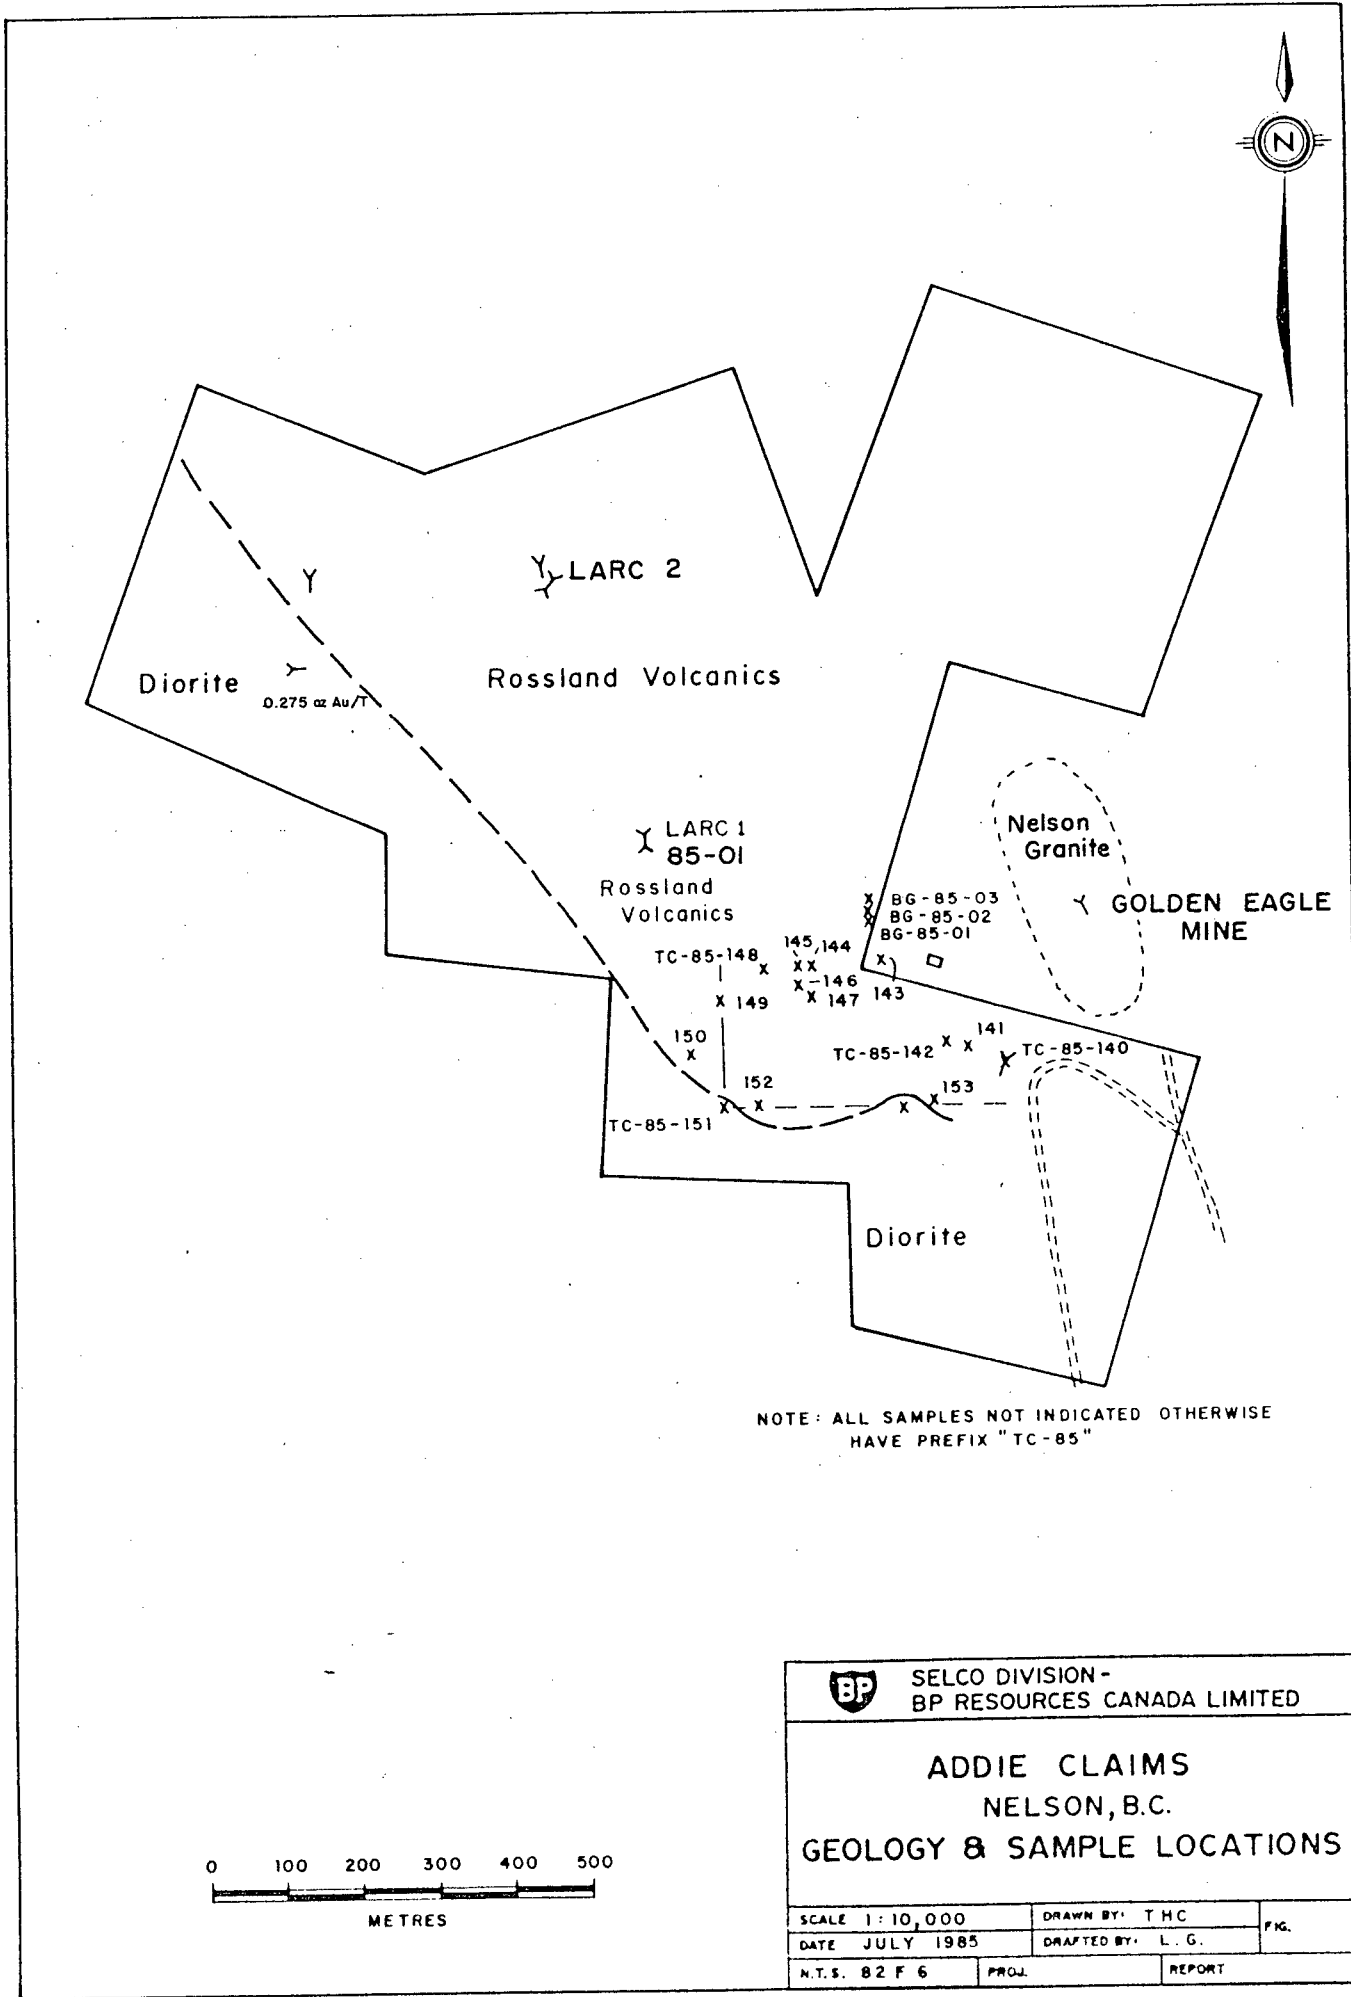 N
LARC 2
Diorite
0.275 oz Au/T
Rossland Volcanics
LARC 1
85-01
Rossland
Volcanics
Nelson
Granite
GOLDEN EAGLE
MINE
BG-85-03
BG-85-02
BG-85-01
TC-85-148
145
144
146
147
143
149
150
TC-85-142
141
TC-85-140
152
153
TC-85-151
Diorite
NOTE: ALL SAMPLES NOT INDICATED OTHERWISE
HAVE PREFIX "TC-85"
BP
SELCO DIVISION -
BP RESOURCES CANADA LIMITED
ADDIE CLAIMS
NELSON, B.C.
GEOLOGY & SAMPLE LOCATIONS
0 100 200 300 400 500
METRES
SCALE 1:10,000
DRAWN BY: THC
FIG.
DATE JULY 1985
DRAFTED BY: L.G.
N.T.S. 82 F 6
PROJ.
REPORT